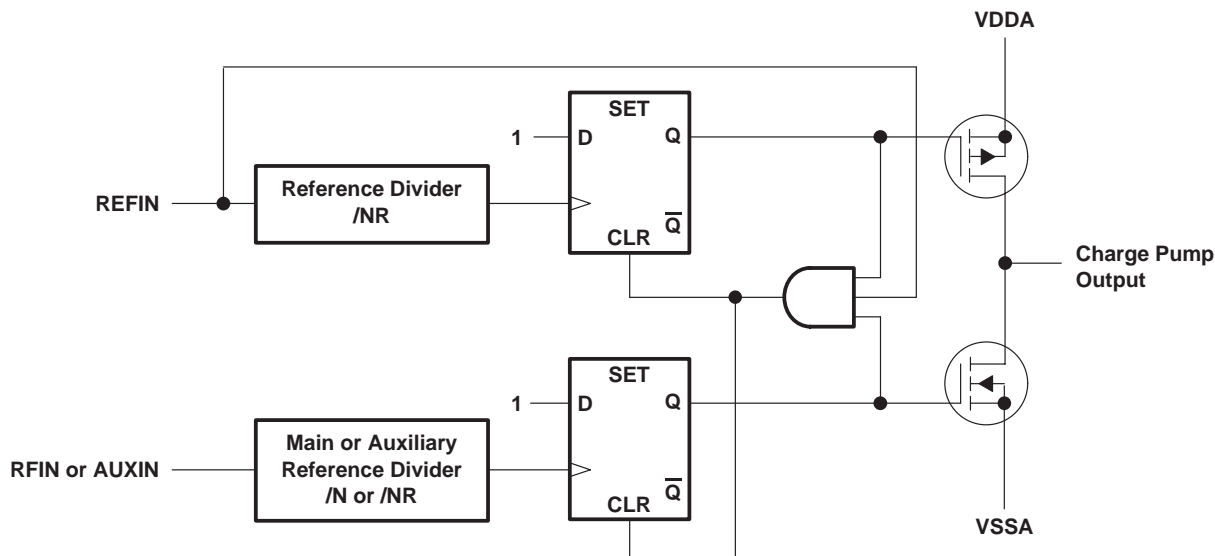 VDDA
SET
1
D
Q
REFIN
Reference Divider
/NR
Q̅
CLR
Charge Pump
Output
SET
1
D
Q
RFIN or AUXIN
Main or Auxiliary
Reference Divider
/N or /NR
Q̅
CLR
VSSA